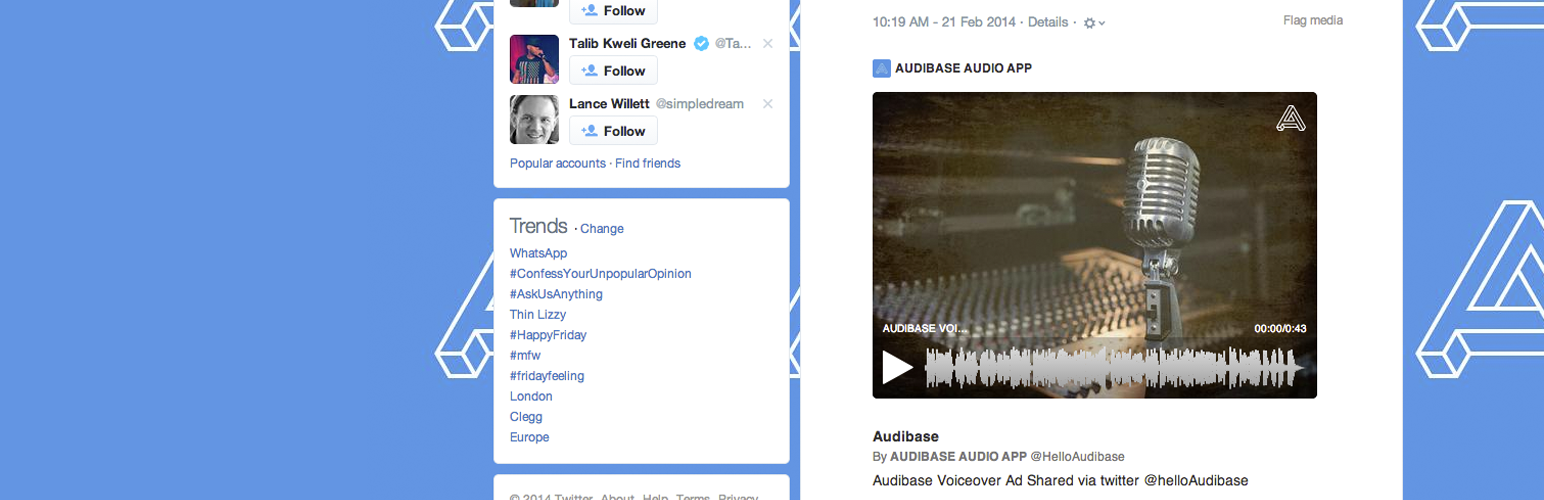 Follow
Talib Kweli Greene @Ta...
Follow
Lance Willett @simpledream
Follow
Popular accounts · Find friends
Trends · Change
WhatsApp
#ConfessYourUnpopularOpinion
#AskUsAnything
Thin Lizzy
#HappyFriday
#mfw
#fridayfeeling
London
Clegg
Europe
© 2014 Twitter About Help Terms Privacy
10:19 AM - 21 Feb 2014 · Details ·
Flag media
AUDIBASE AUDIO APP
AUDIBASE VOI...
00:00/0:43
Audibase
By AUDIBASE AUDIO APP @HelloAudibase
Audibase Voiceover Ad Shared via twitter @helloAudibase